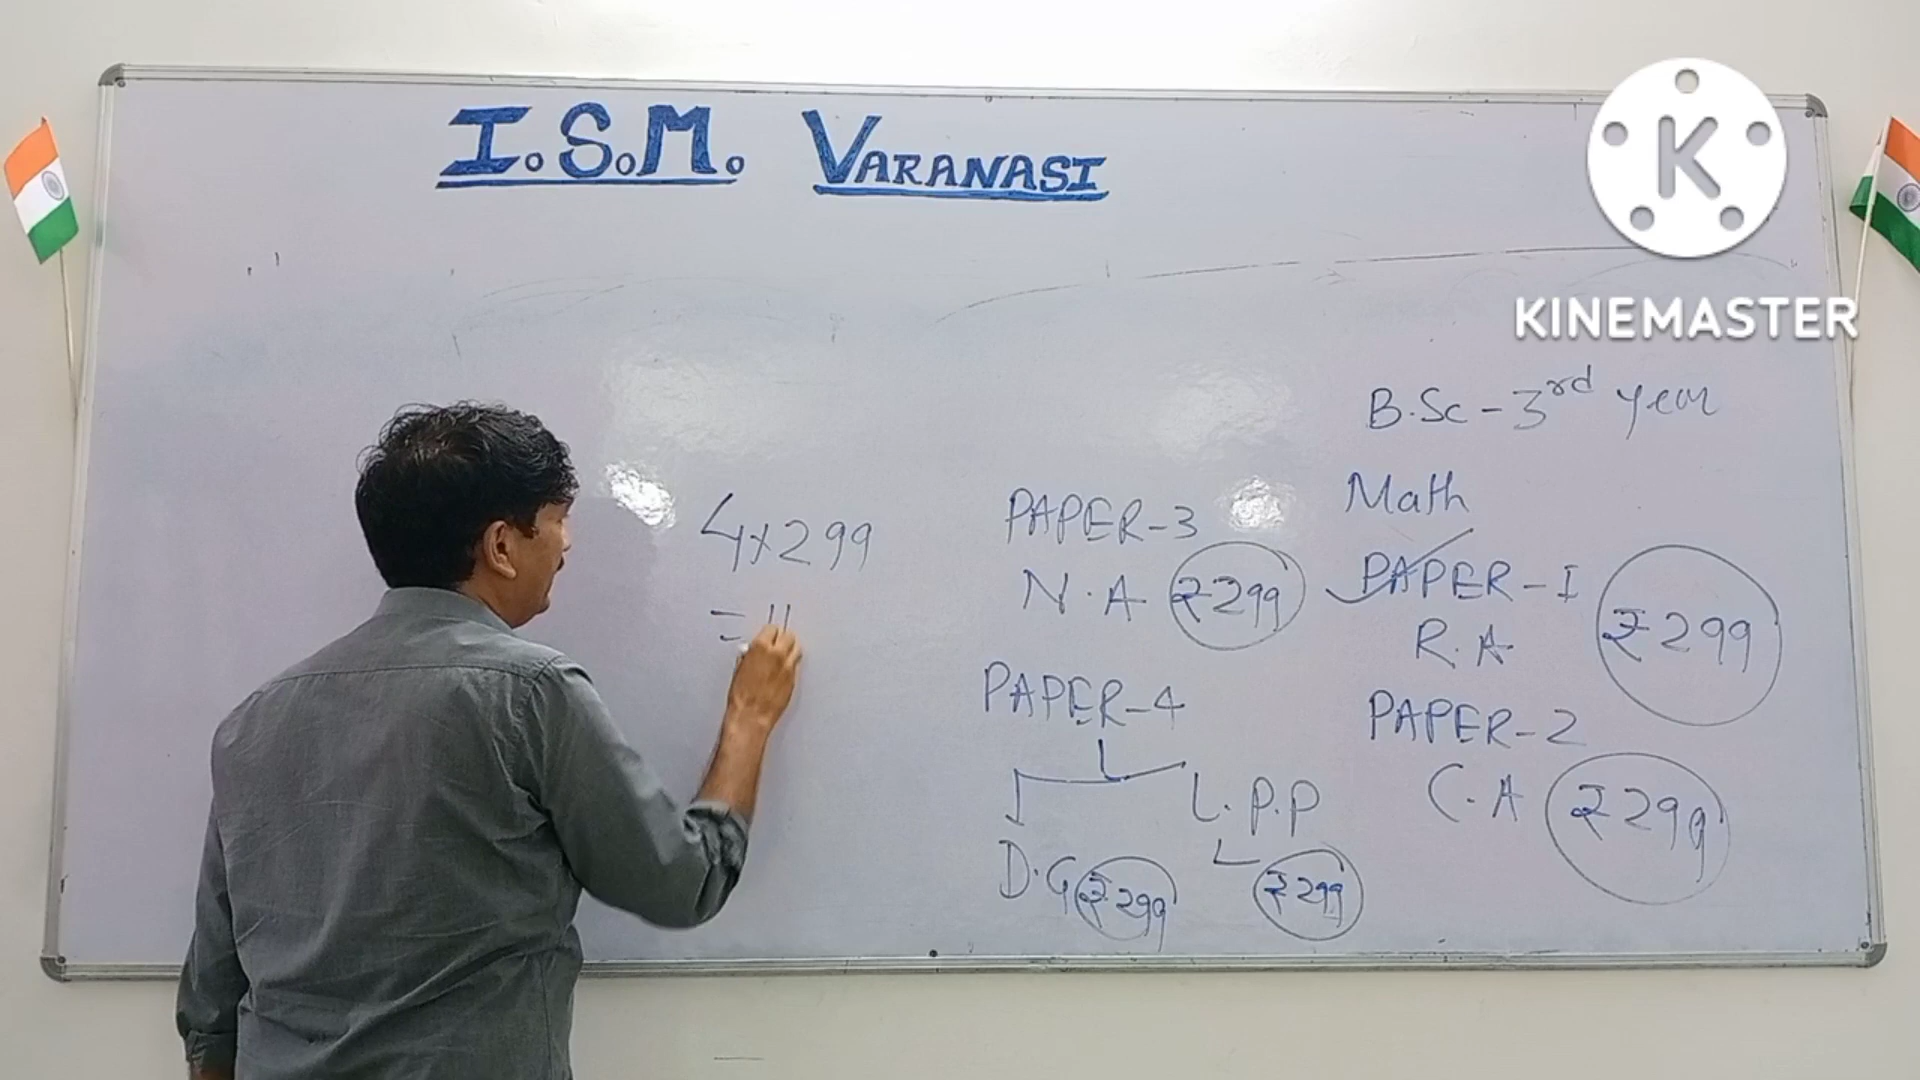 I.S.M. VARANASI
K
KINEMASTER
B.Sc - 3rd year
Math
PAPER-I
R.A ₹299
PAPER-2
C.A ₹299
PAPER-3
N.A ₹299
PAPER-4
L.P.P
₹299
D.G ₹299
4x299
= 11